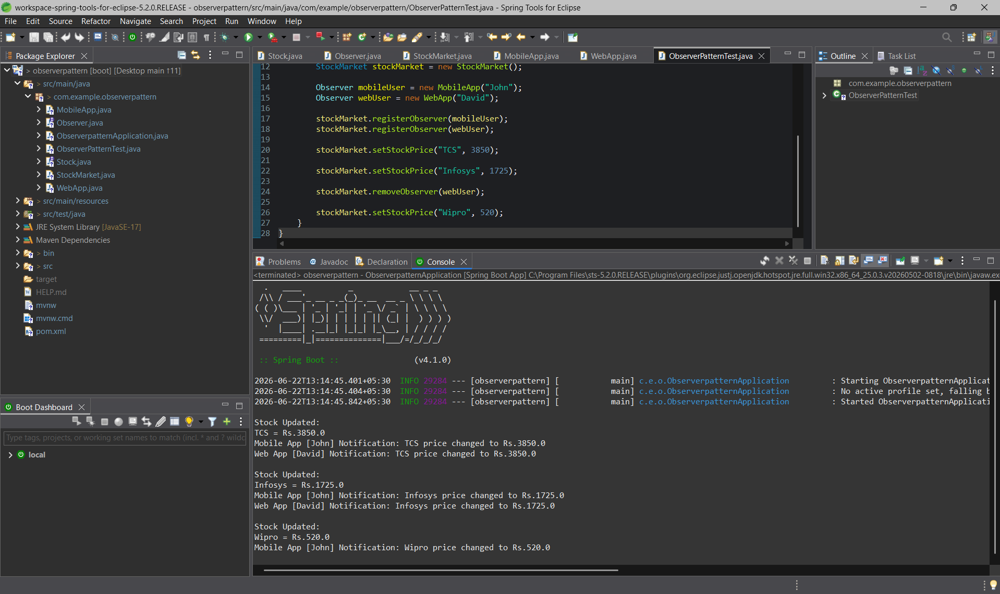 workspace-spring-tools-for-eclipse-5.2.0.RELEASE - observerpattern/src/main/java/com/example/observerpattern/ObserverPatternTest.java - Spring Tools for Eclipse
File Edit Source Refactor Navigate Search Project Run Window Help
Package Explorer
> observerpattern [boot] [Desktop main ↑11]
> src/main/java
> com.example.observerpattern
MobileApp.java
Observer.java
ObserverpatternApplication.java
ObserverPatternTest.java
Stock.java
StockMarket.java
WebApp.java
> src/main/resources
> src/test/java
JRE System Library [JavaSE-17]
Maven Dependencies
> bin
> src
target
HELP.md
mvnw
mvnw.cmd
pom.xml
Boot Dashboard
Type tags, projects, or working set names to match (incl. * and ? wildc
local
Stock.java Observer.java StockMarket.java MobileApp.java WebApp.java ObserverPatternTest.java
12 StockMarket stockMarket = new StockMarket();
13
14 Observer mobileUser = new MobileApp("John");
15 Observer webUser = new WebApp("David");
16
17 stockMarket.registerObserver(mobileUser);
18 stockMarket.registerObserver(webUser);
19
20 stockMarket.setStockPrice("TCS", 3850);
21
22 stockMarket.setStockPrice("Infosys", 1725);
23
24 stockMarket.removeObserver(webUser);
25
26 stockMarket.setStockPrice("Wipro", 520);
27 }
28 }
Outline Task List
com.example.observerpattern
ObserverPatternTest
Problems Javadoc Declaration Console
<terminated> observerpattern - ObserverpatternApplication [Spring Boot App] C:\Program Files\sts-5.2.0.RELEASE\plugins\org.eclipse.justj.openjdk.hotspot.jre.full.win32.x86_64_25.0.3.v20260502-0818\jre\bin\javaw.ex
  .   ____          _            __ _ _
 /\\ / ___'_ __ _ _(_)_ __  __ _ \ \ \ \
( ( )\___ | '_ | '_| | '_ \/ _` | \ \ \ \
 \\/  ___)| |_)| | | | | || (_| |  ) ) ) )
  '  |____| .__|_| |_|_| |_\__, | / / / /
 =========|_|==============|___/=/_/_/_/
:: Spring Boot :: (v4.1.0)
2026-06-22T13:14:45.401+05:30 INFO 29284 --- [observerpattern] [ main] c.e.o.ObserverpatternApplication : Starting ObserverpatternApplicat
2026-06-22T13:14:45.404+05:30 INFO 29284 --- [observerpattern] [ main] c.e.o.ObserverpatternApplication : No active profile set, falling b
2026-06-22T13:14:45.842+05:30 INFO 29284 --- [observerpattern] [ main] c.e.o.ObserverpatternApplication : Started ObserverpatternApplicati
Stock Updated:
TCS = Rs.3850.0
Mobile App [John] Notification: TCS price changed to Rs.3850.0
Web App [David] Notification: TCS price changed to Rs.3850.0
Stock Updated:
Infosys = Rs.1725.0
Mobile App [John] Notification: Infosys price changed to Rs.1725.0
Web App [David] Notification: Infosys price changed to Rs.1725.0
Stock Updated:
Wipro = Rs.520.0
Mobile App [John] Notification: Wipro price changed to Rs.520.0